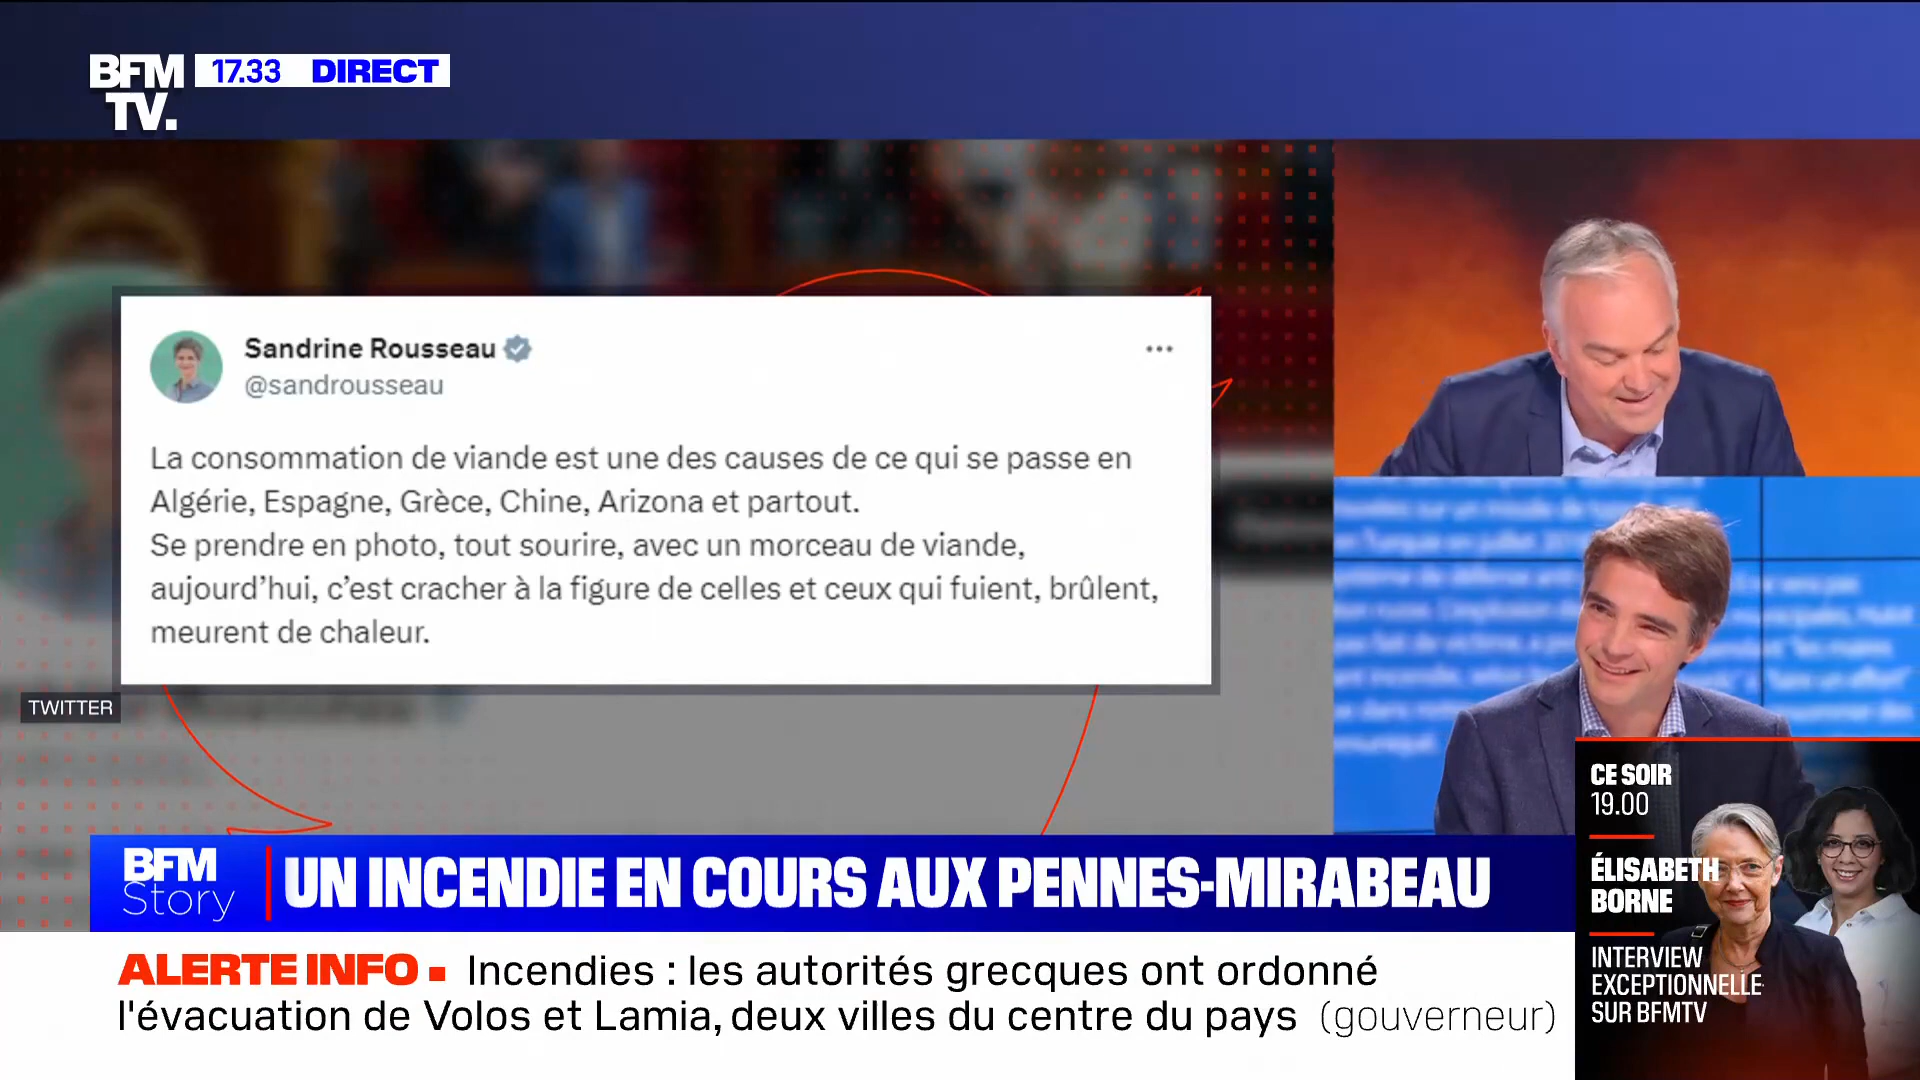 BFM
TV.
17.33 DIRECT
Sandrine Rousseau
@sandrousseau
La consommation de viande est une des causes de ce qui se passe en
Algérie, Espagne, Grèce, Chine, Arizona et partout.
Se prendre en photo, tout sourire, avec un morceau de viande,
aujourd’hui, c’est cracher à la figure de celles et ceux qui fuient, brûlent,
meurent de chaleur.
TWITTER
BFM
Story
UN INCENDIE EN COURS AUX PENNES-MIRABEAU
ALERTE INFO ▪ Incendies : les autorités grecques ont ordonné
l'évacuation de Volos et Lamia, deux villes du centre du pays (gouverneur)
CE SOIR
19.00
ÉLISABETH
BORNE
INTERVIEW
EXCEPTIONNELLE
SUR BFMTV